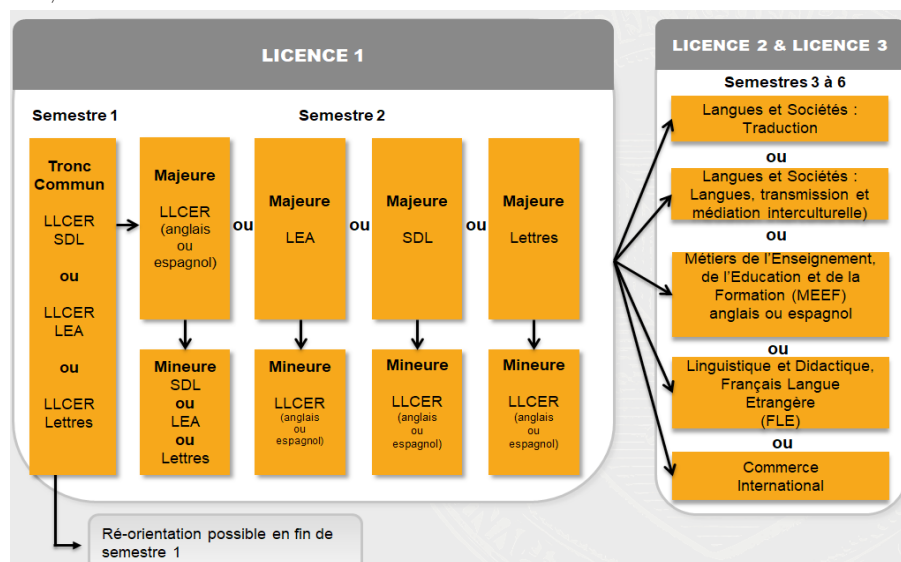 LICENCE 1
Semestre 1
Semestre 2
Tronc
Commun
LLCER
SDL
ou
LLCER
LEA
ou
LLCER
Lettres
Majeure
LLCER
(anglais
ou
espagnol)
ou
Majeure
LEA
ou
Majeure
SDL
ou
Majeure
Lettres
Mineure
SDL
ou
LEA
ou
Lettres
Mineure
LLCER
(anglais
ou
espagnol)
Mineure
LLCER
(anglais
ou
espagnol)
Mineure
LLCER
(anglais
ou
espagnol)
Ré-orientation possible en fin de
semestre 1
LICENCE 2 & LICENCE 3
Semestres 3 à 6
Langues et Sociétés :
Traduction
ou
Langues et Sociétés :
Langues, transmission et
médiation interculturelle)
ou
Métiers de l'Enseignement,
de l'Education et de la
Formation (MEEF)
anglais ou espagnol
ou
Linguistique et Didactique,
Français Langue
Etrangère
(FLE)
ou
Commerce
International